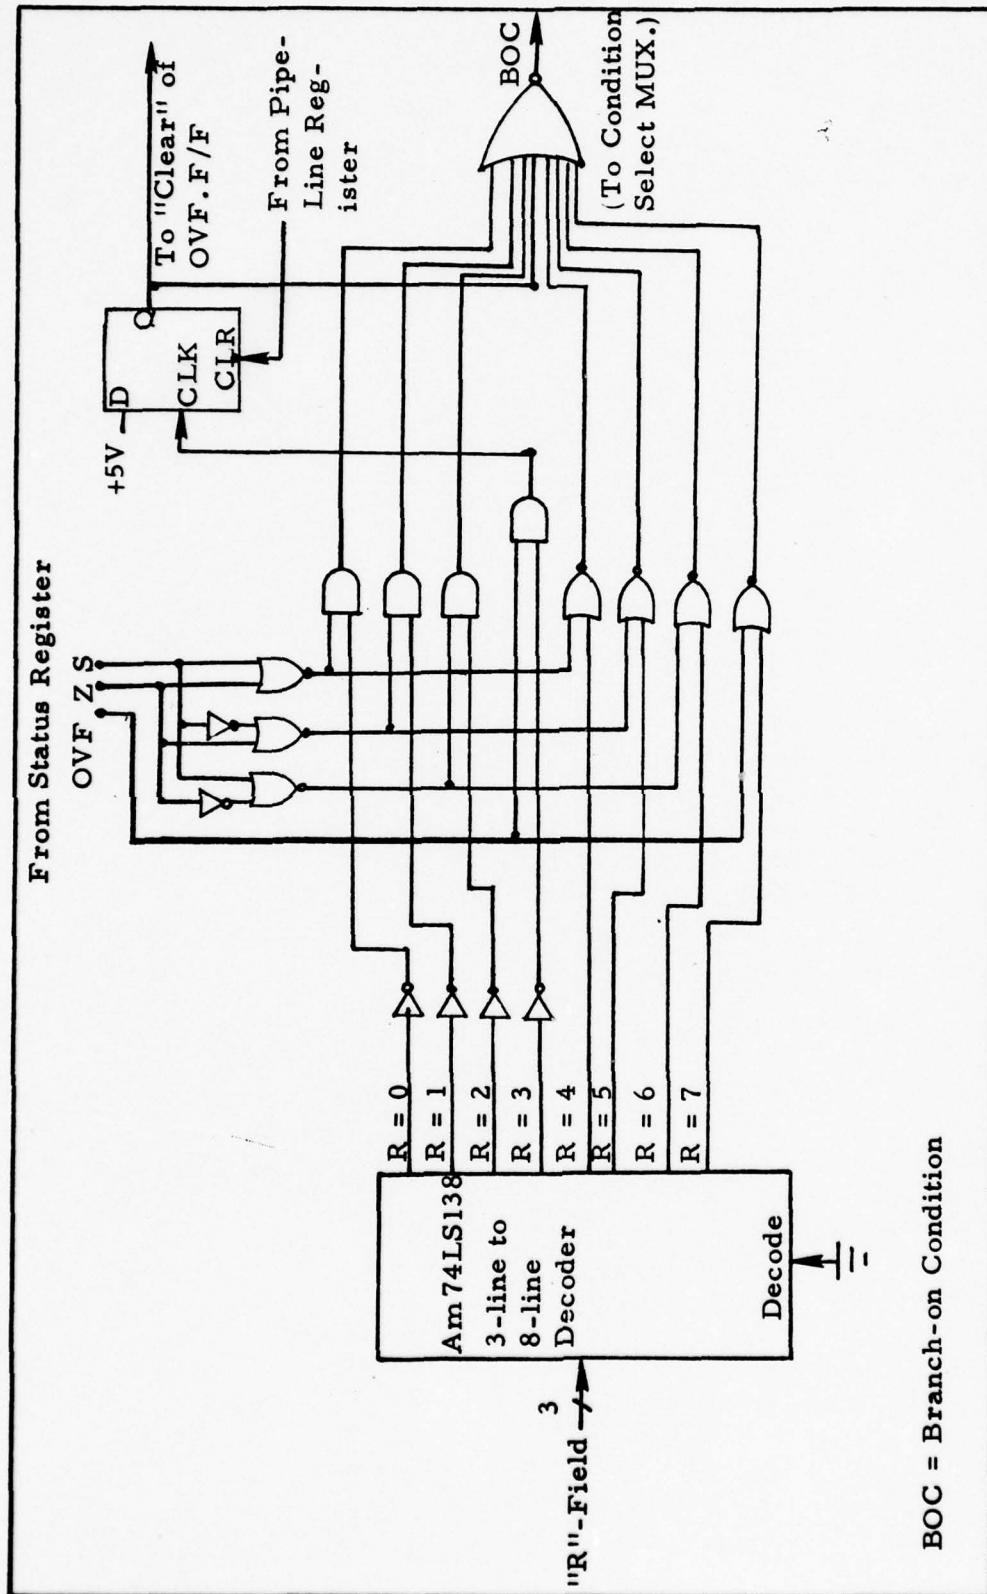 From Status Register
OVF Z S
+5V
D
CLK
CLR
Q
To "Clear" of
OVF.F/F
From Pipe-
Line Reg-
ister
BOC
(To Condition
Select MUX.)
"R"-Field
3
Am74LS138
3-line to
8-line
Decoder
Decode
R = 0
R = 1
R = 2
R = 3
R = 4
R = 5
R = 6
R = 7
BOC = Branch-on Condition